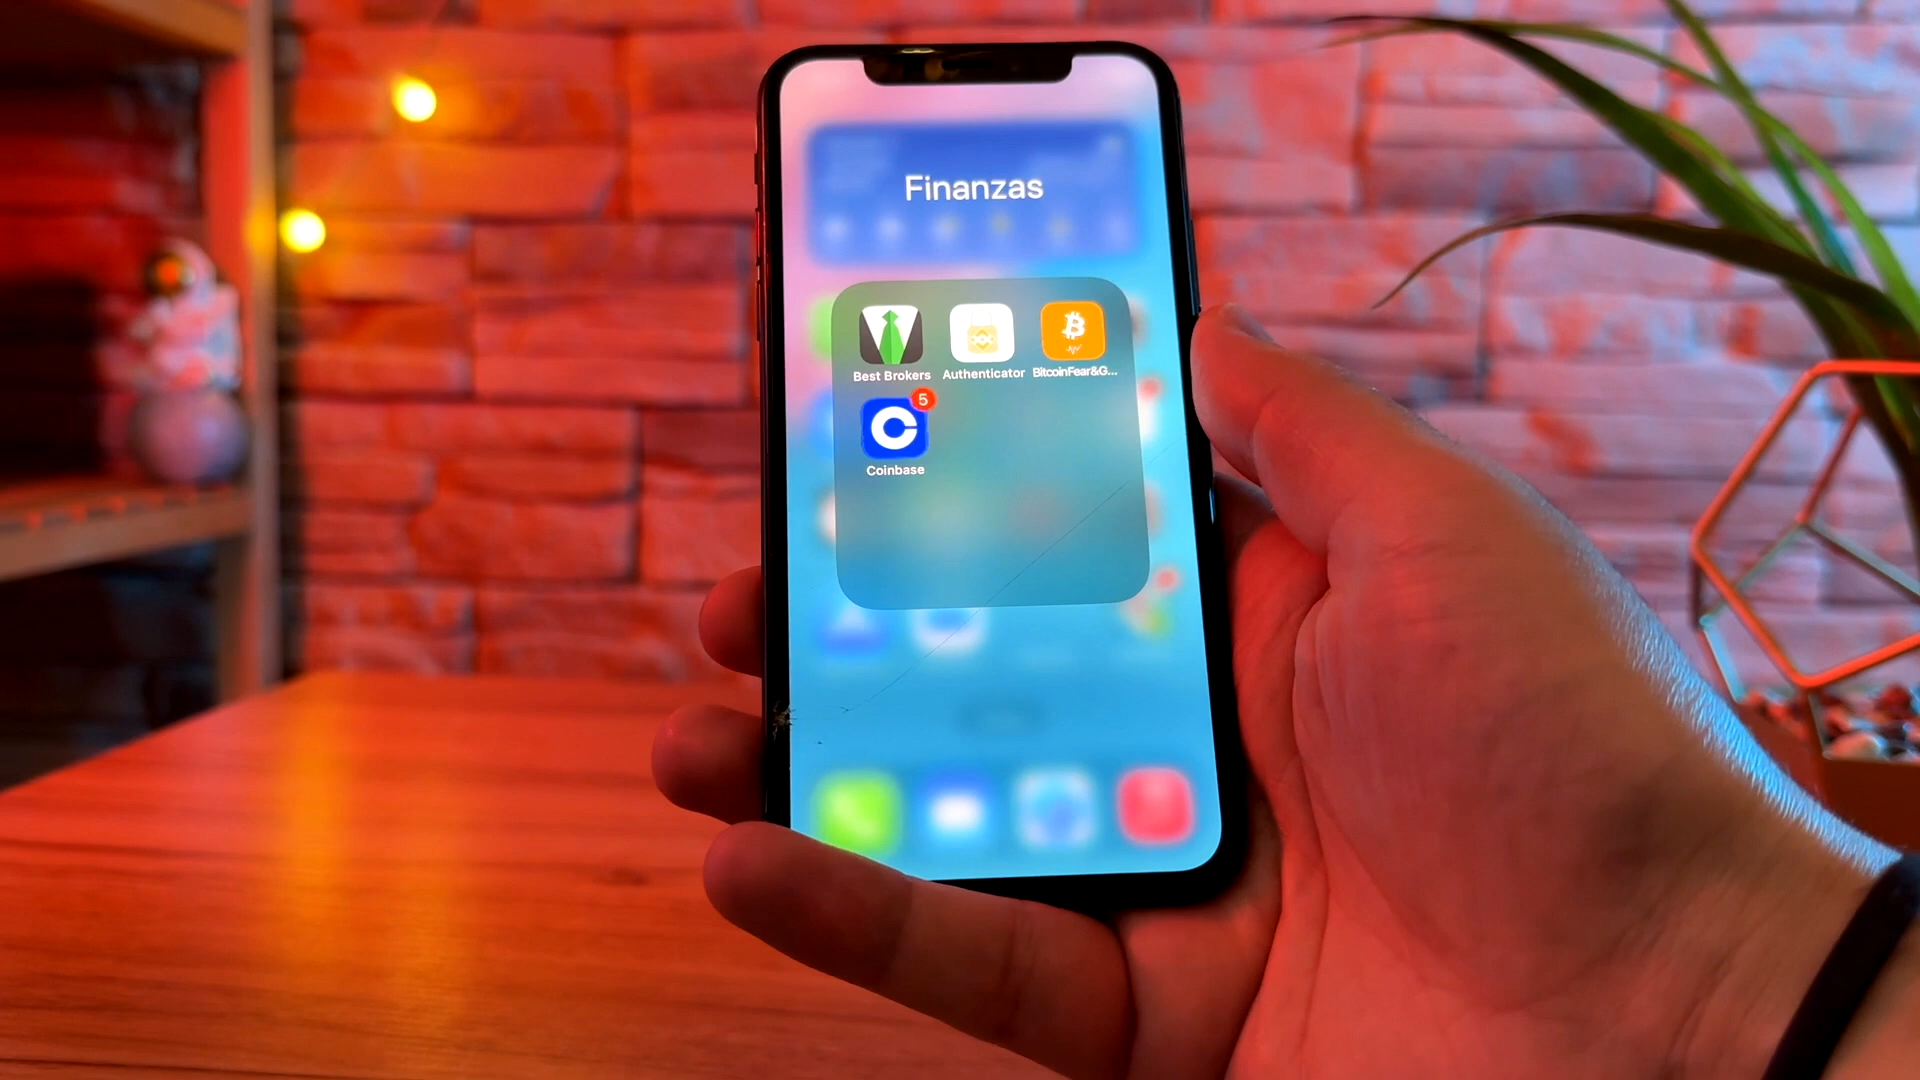 Finanzas
Best Brokers
Authenticator
BitcoinFear&G...
5
Coinbase